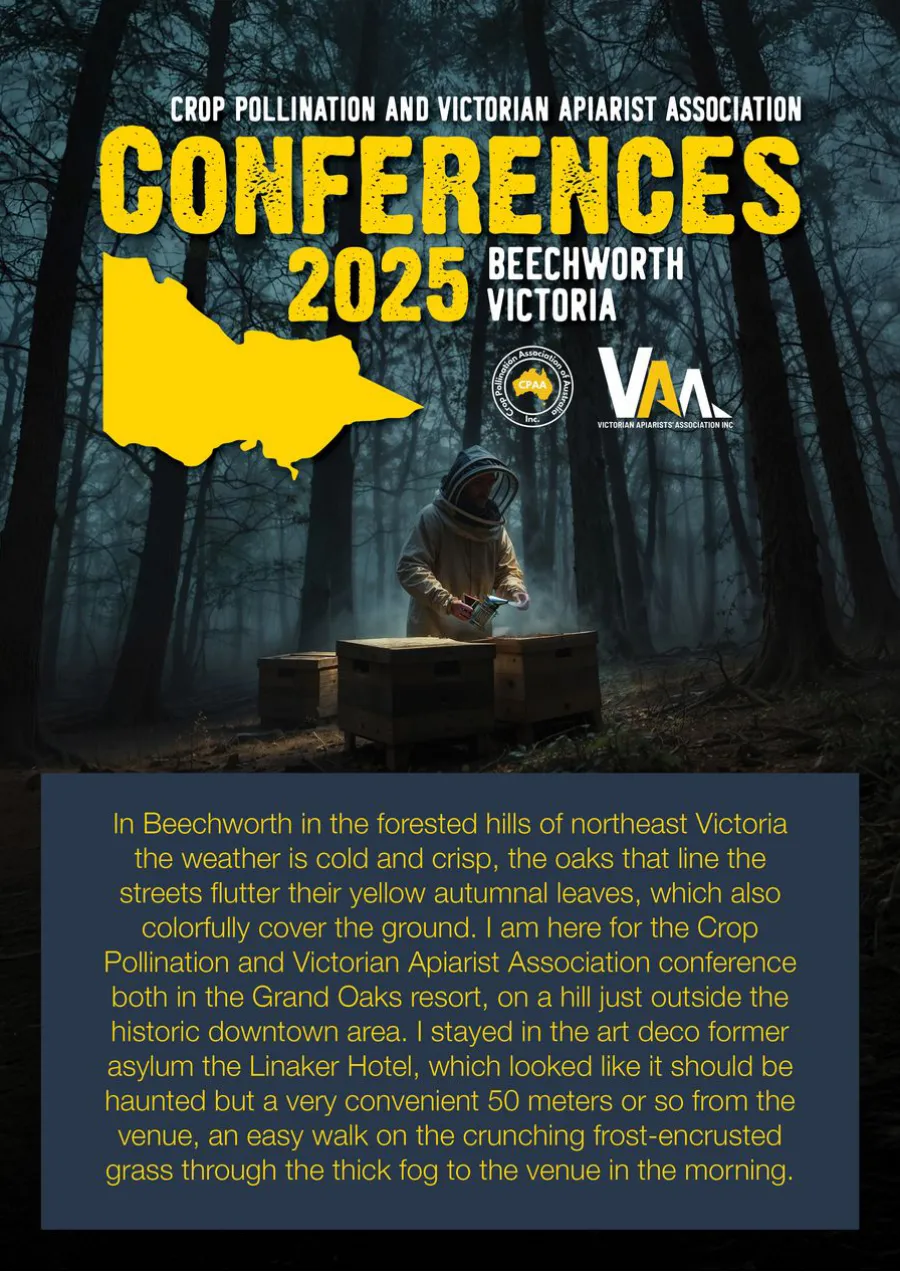 CROP POLLINATION AND VICTORIAN APIARIST ASSOCIATION
CONFERENCES
2025
BEECHWORTH
VICTORIA
Crop Pollination Association of Australia
CPAA
Inc.
VAA
VICTORIAN APIARISTS' ASSOCIATION INC
In Beechworth in the forested hills of northeast Victoria
the weather is cold and crisp, the oaks that line the
streets flutter their yellow autumnal leaves, which also
colorfully cover the ground. I am here for the Crop
Pollination and Victorian Apiarist Association conference
both in the Grand Oaks resort, on a hill just outside the
historic downtown area. I stayed in the art deco former
asylum the Linaker Hotel, which looked like it should be
haunted but a very convenient 50 meters or so from the
venue, an easy walk on the crunching frost-encrusted
grass through the thick fog to the venue in the morning.